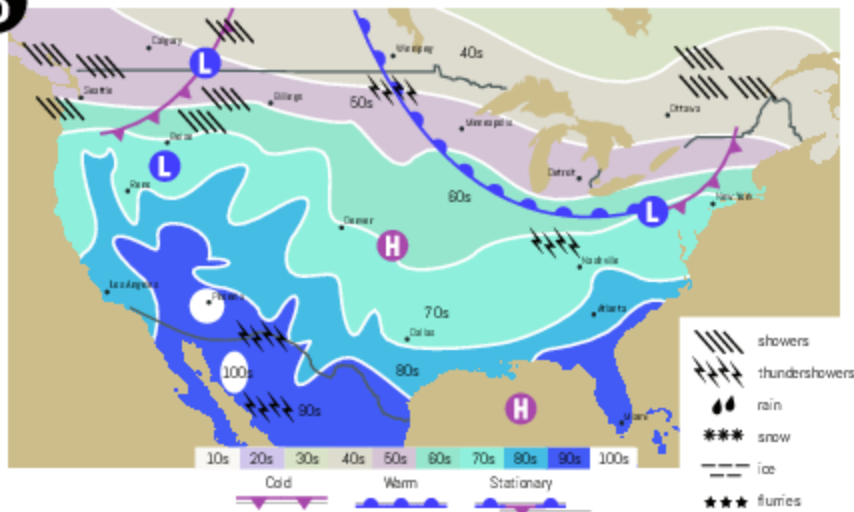 Calgary
Winnipeg
40s
L
Seattle
Billings
50s
Ottawa
Minneapolis
Boise
L
Detroit
Reno
60s
L
New York
Denver
H
Nashville
Los Angeles
Phoenix
70s
Atlanta
Dallas
showers
100s
80s
thundershowers
90s
H
rain
Miami
snow
10s 20s 30s 40s 50s 60s 70s 80s 90s 100s
ice
Cold Warm Stationary
flurries